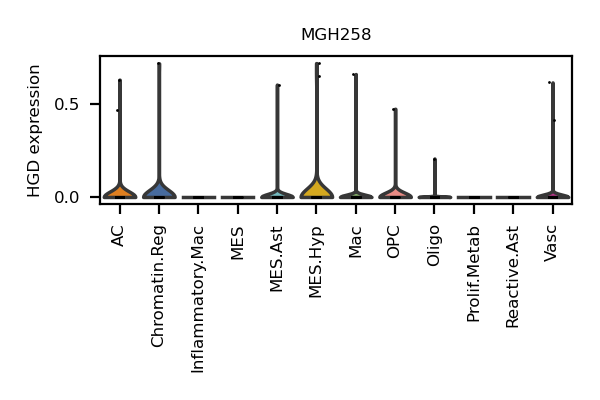 MGH258
HGD expression
0.5
0.0
AC
Chromatin.Reg
Inflammatory.Mac
MES
MES.Ast
MES.Hyp
Mac
OPC
Oligo
Prolif.Metab
Reactive.Ast
Vasc